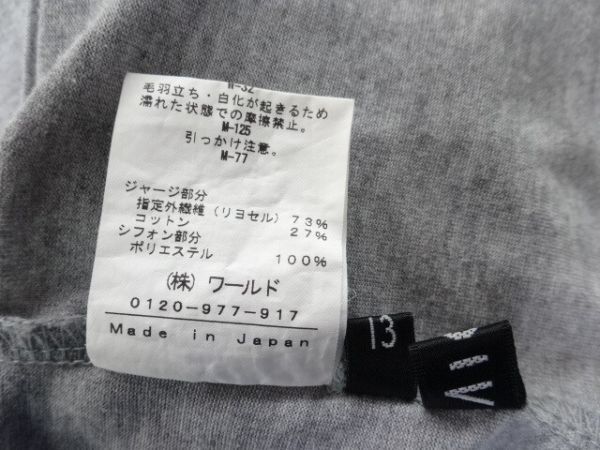 毛羽立ち・白化が起きるため
濡れた状態での摩擦禁止。
M-125
引っかけ注意。
M-77
ジャージ部分
指定外繊維（リヨセル）73%
コットン 27%
シフォン部分
ポリエステル 100%
（株）ワールド
0120-977-917
Made in Japan
13